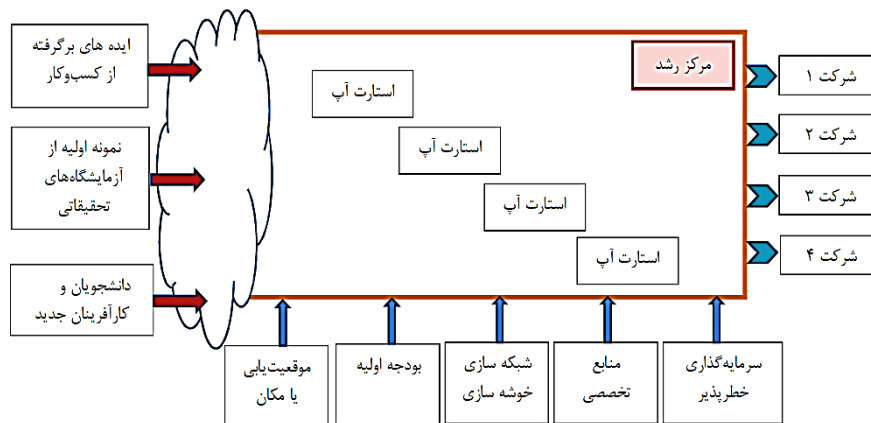 ایده های برگرفته
از کسب‌وکار
نمونه اولیه از
آزمایشگاه‌های
تحقیقاتی
دانشجویان و
کارآفرینان جدید
مرکز رشد
استارت آپ
استارت آپ
استارت آپ
استارت آپ
شرکت ۱
شرکت ۲
شرکت ۳
شرکت ۴
موقعیت‌یابی
یا مکان
بودجه اولیه
شبکه سازی
خوشه سازی
منابع
تخصصی
سرمایه‌گذاری
خطرپذیر